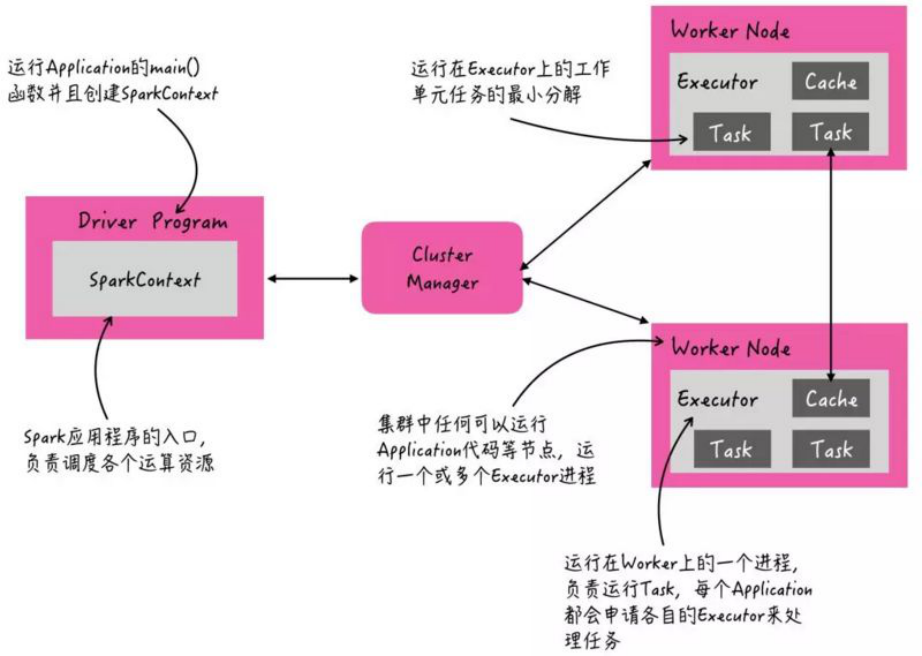 运行Application的main()
函数并且创建SparkContext
Driver Program
SparkContext
Spark应用程序的入口,
负责调度各个运算资源
Cluster
Manager
运行在Executor上的工作
单元任务的最小分解
Worker Node
Executor
Cache
Task
Task
Worker Node
Executor
Cache
Task
Task
集群中任何可以运行
Application代码等节点, 运
行一个或多个Executor进程
运行在Worker上的一个进程,
负责运行Task, 每个Application
都会申请各自的Executor来处
理任务